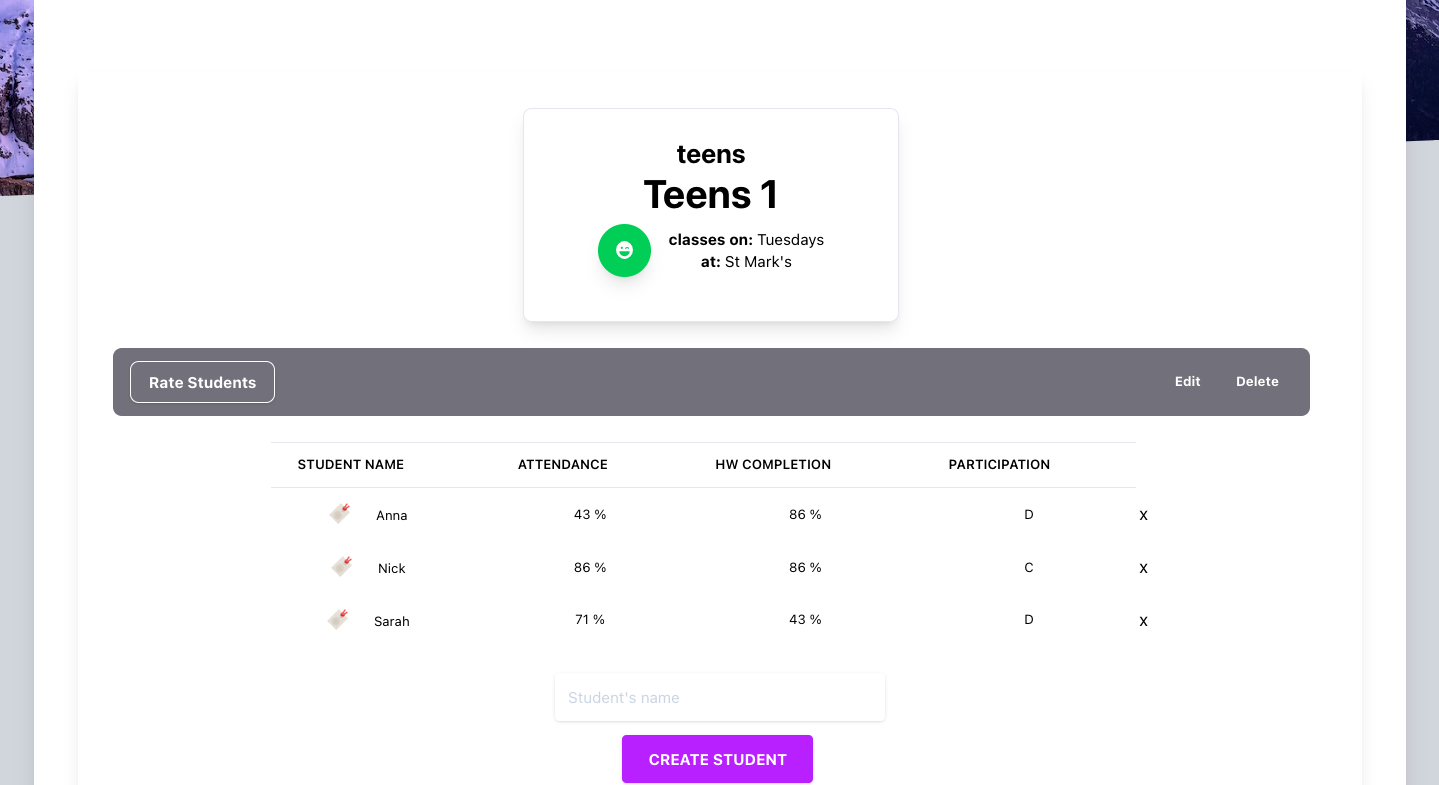 teens
Teens 1
classes on: Tuesdays
at: St Mark's
Rate Students Edit Delete
STUDENT NAME ATTENDANCE HW COMPLETION PARTICIPATION
Anna 43 % 86 % D X
Nick 86 % 86 % C X
Sarah 71 % 43 % D X
Student's name
CREATE STUDENT